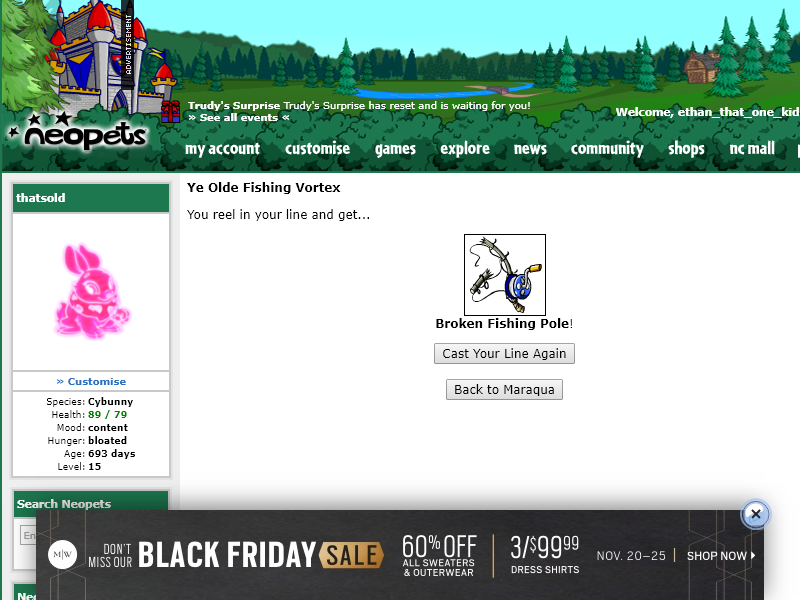 ADVERTISEMENT
Trudy's Surprise Trudy's Surprise has reset and is waiting for you!
» See all events «
Welcome, ethan_that_one_kid
neopets
my account customise games explore news community shops nc mall
thatsold
» Customise
Species: Cybunny
Health: 89 / 79
Mood: content
Hunger: bloated
Age: 693 days
Level: 15
Search Neopets
En
Ye Olde Fishing Vortex
You reel in your line and get...
Broken Fishing Pole!
Cast Your Line Again
Back to Maraqua
M|W
DON'T MISS OUR
BLACK FRIDAY SALE
60% OFF
ALL SWEATERS
& OUTERWEAR
3/$99.99
DRESS SHIRTS
NOV. 20–25
SHOP NOW
Neo